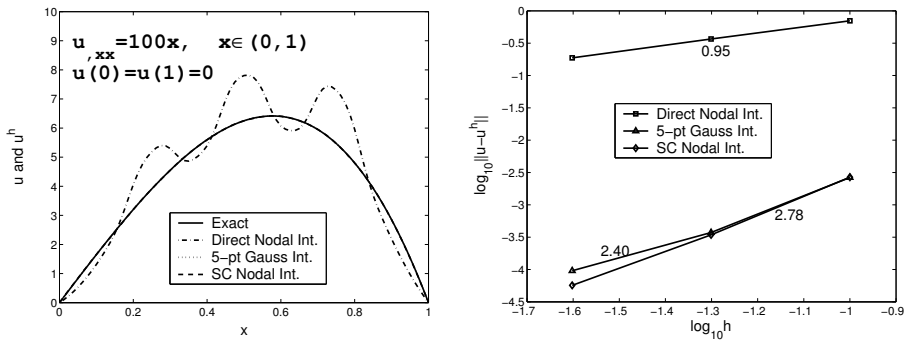 10
9
8
7
6
5
4
3
2
1
0
u and u^h
u,xx=100x, x∈(0,1)
u(0)=u(1)=0
Exact
Direct Nodal Int.
5-pt Gauss Int.
SC Nodal Int.
0 0.2 0.4 0.6 0.8 1
x
0
-0.5
-1
-1.5
-2
-2.5
-3
-3.5
-4
-4.5
log10||u-u^h||
0.95
Direct Nodal Int.
5-pt Gauss Int.
SC Nodal Int.
2.78
2.40
-1.7 -1.6 -1.5 -1.4 -1.3 -1.2 -1.1 -1 -0.9
log10h